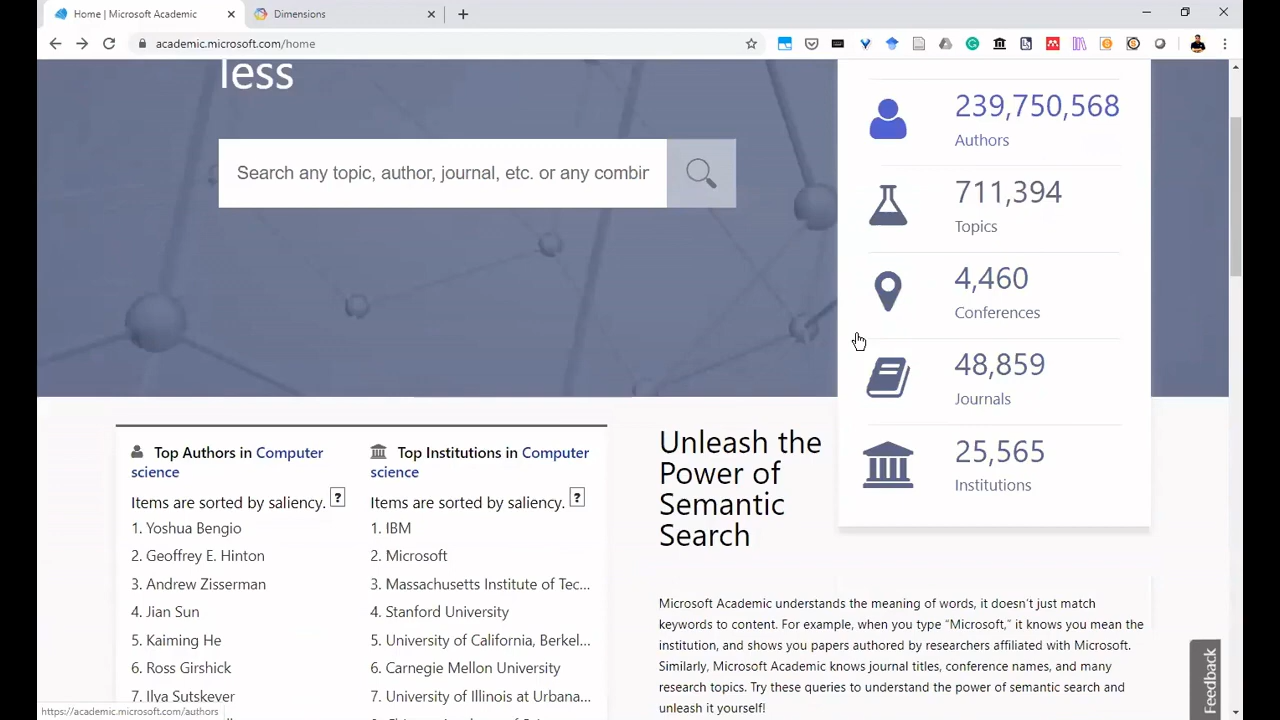 Home | Microsoft Academic
Dimensions
academic.microsoft.com/home
less
Search any topic, author, journal, etc. or any combin
239,750,568
Authors
711,394
Topics
4,460
Conferences
48,859
Journals
25,565
Institutions
Top Authors in Computer
science
Items are sorted by saliency. ?
1. Yoshua Bengio
2. Geoffrey E. Hinton
3. Andrew Zisserman
4. Jian Sun
5. Kaiming He
6. Ross Girshick
7. Ilya Sutskever
Top Institutions in Computer
science
Items are sorted by saliency. ?
1. IBM
2. Microsoft
3. Massachusetts Institute of Tec...
4. Stanford University
5. University of California, Berkel...
6. Carnegie Mellon University
7. University of Illinois at Urbana...
Unleash the
Power of
Semantic
Search
Microsoft Academic understands the meaning of words, it doesn't just match
keywords to content. For example, when you type "Microsoft," it knows you mean the
institution, and shows you papers authored by researchers affiliated with Microsoft.
Similarly, Microsoft Academic knows journal titles, conference names, and many
research topics. Try these queries to understand the power of semantic search and
unleash it yourself!
Feedback
https://academic.microsoft.com/authors